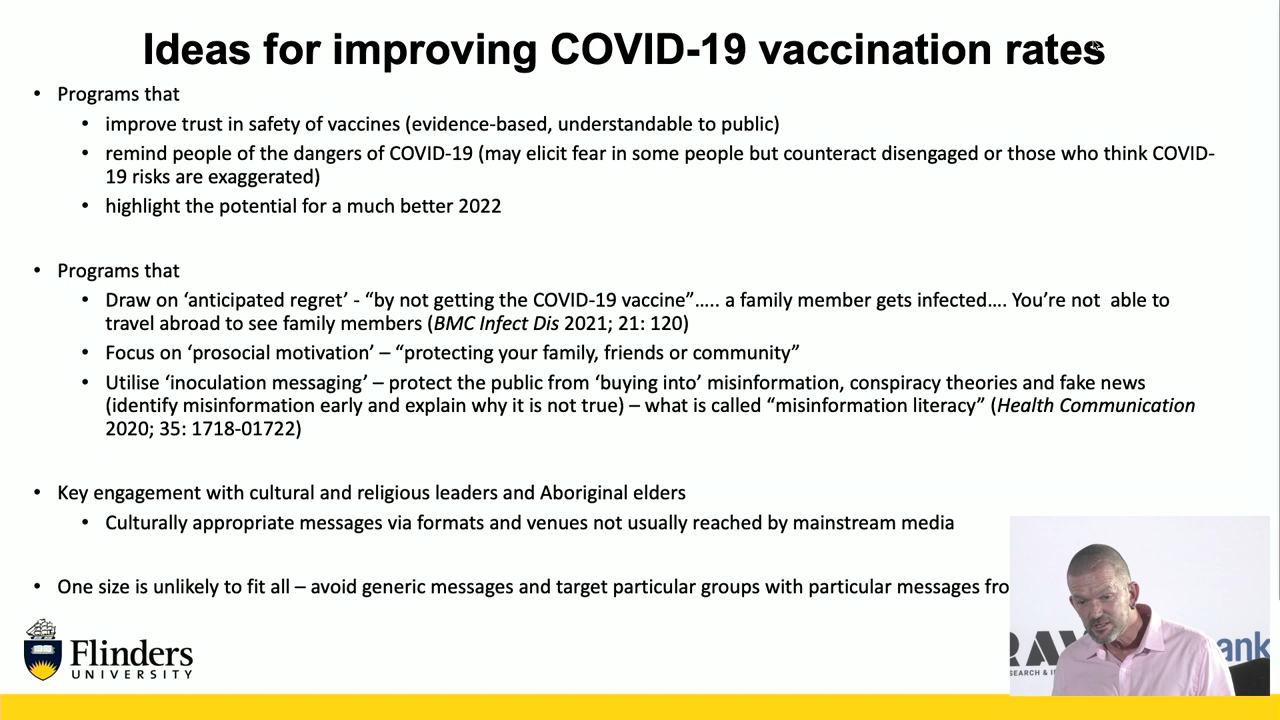 Ideas for improving COVID-19 vaccination rates
• Programs that
• improve trust in safety of vaccines (evidence-based, understandable to public)
• remind people of the dangers of COVID-19 (may elicit fear in some people but counteract disengaged or those who think COVID-
19 risks are exaggerated)
• highlight the potential for a much better 2022
• Programs that
• Draw on ‘anticipated regret’ - “by not getting the COVID-19 vaccine”..... a family member gets infected.... You’re not able to
travel abroad to see family members (BMC Infect Dis 2021; 21: 120)
• Focus on ‘prosocial motivation’ – “protecting your family, friends or community”
• Utilise ‘inoculation messaging’ – protect the public from ‘buying into’ misinformation, conspiracy theories and fake news
(identify misinformation early and explain why it is not true) – what is called “misinformation literacy” (Health Communication
2020; 35: 1718-01722)
• Key engagement with cultural and religious leaders and Aboriginal elders
• Culturally appropriate messages via formats and venues not usually reached by mainstream media
• One size is unlikely to fit all – avoid generic messages and target particular groups with particular messages fro
Flinders
UNIVERSITY